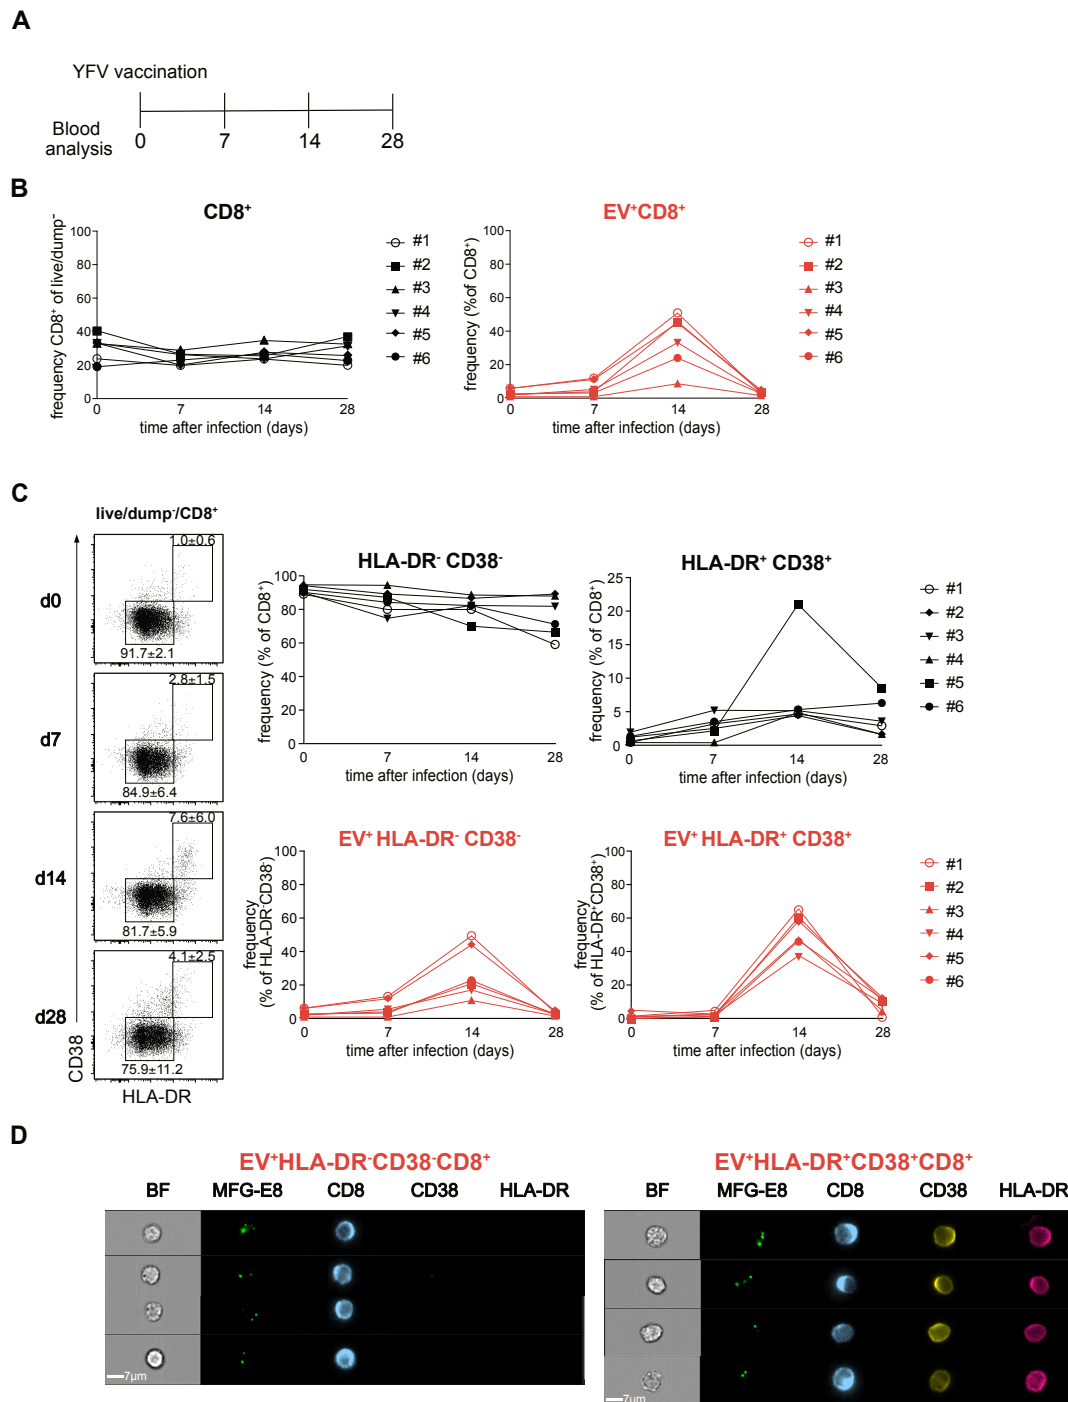 A
YFV vaccination
Blood analysis
0 7 14 28
B
CD8⁺
frequency CD8⁺ of live/dump⁻
100
80
60
40
20
0
0 7 14 28
time after infection (days)
#1
#2
#3
#4
#5
#6
EV⁺CD8⁺
frequency (%of CD8⁺)
100
80
60
40
20
0
0 7 14 28
time after infection (days)
#1
#2
#3
#4
#5
#6
C
live/dump⁻/CD8⁺
d0
1.0±0.6
91.7±2.1
d7
2.8±1.5
84.9±6.4
d14
7.6±6.0
81.7±5.9
d28
4.1±2.5
75.9±11.2
CD38
HLA-DR
HLA-DR⁻ CD38⁻
frequency (% of CD8⁺)
100
80
60
40
20
0
0 7 14 28
time after infection (days)
HLA-DR⁺ CD38⁺
frequency (% of CD8⁺)
25
20
15
10
5
0
0 7 14 28
time after infection (days)
#1
#2
#3
#4
#5
#6
EV⁺ HLA-DR⁻ CD38⁻
frequency
(% of HLA-DR⁻CD38⁻)
100
80
60
40
20
0
0 7 14 28
time after infection (days)
EV⁺ HLA-DR⁺ CD38⁺
frequency
(% of HLA-DR⁺CD38⁺)
100
80
60
40
20
0
0 7 14 28
time after infection (days)
#1
#2
#3
#4
#5
#6
D
EV⁺HLA-DR⁻CD38⁻CD8⁺
BF MFG-E8 CD8 CD38 HLA-DR
7µm
EV⁺HLA-DR⁺CD38⁺CD8⁺
BF MFG-E8 CD8 CD38 HLA-DR
7µm